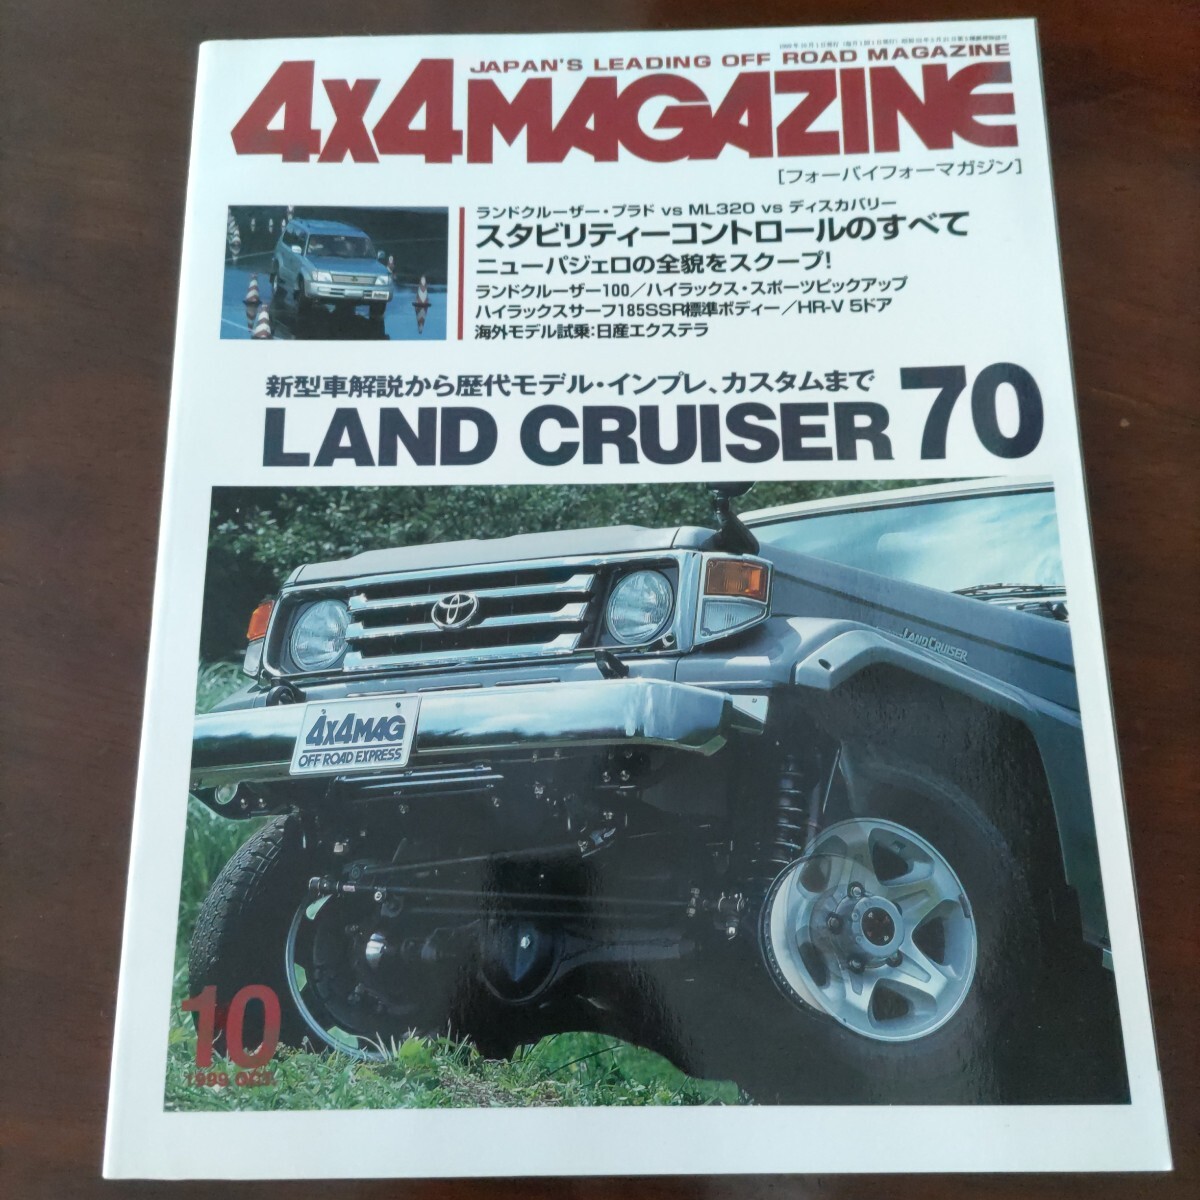 JAPAN'S LEADING OFF ROAD MAGAZINE
4x4MAGAZINE
[フォーバイフォーマガジン]
ランドクルーザー・プラド vs ML320 vs ディスカバリー
スタビリティーコントロールのすべて
ニューパジェロの全貌をスクープ!
ランドクルーザー100／ハイラックス・スポーツピックアップ
ハイラックスサーフ185SSR標準ボディー／HR-V 5ドア
海外モデル試乗:日産エクステラ
新型車解説から歴代モデル・インプレ、カスタムまで
LAND CRUISER 70
LAND CRUISER
4x4MAG
OFF ROAD EXPRESS
10
1999 OCT.